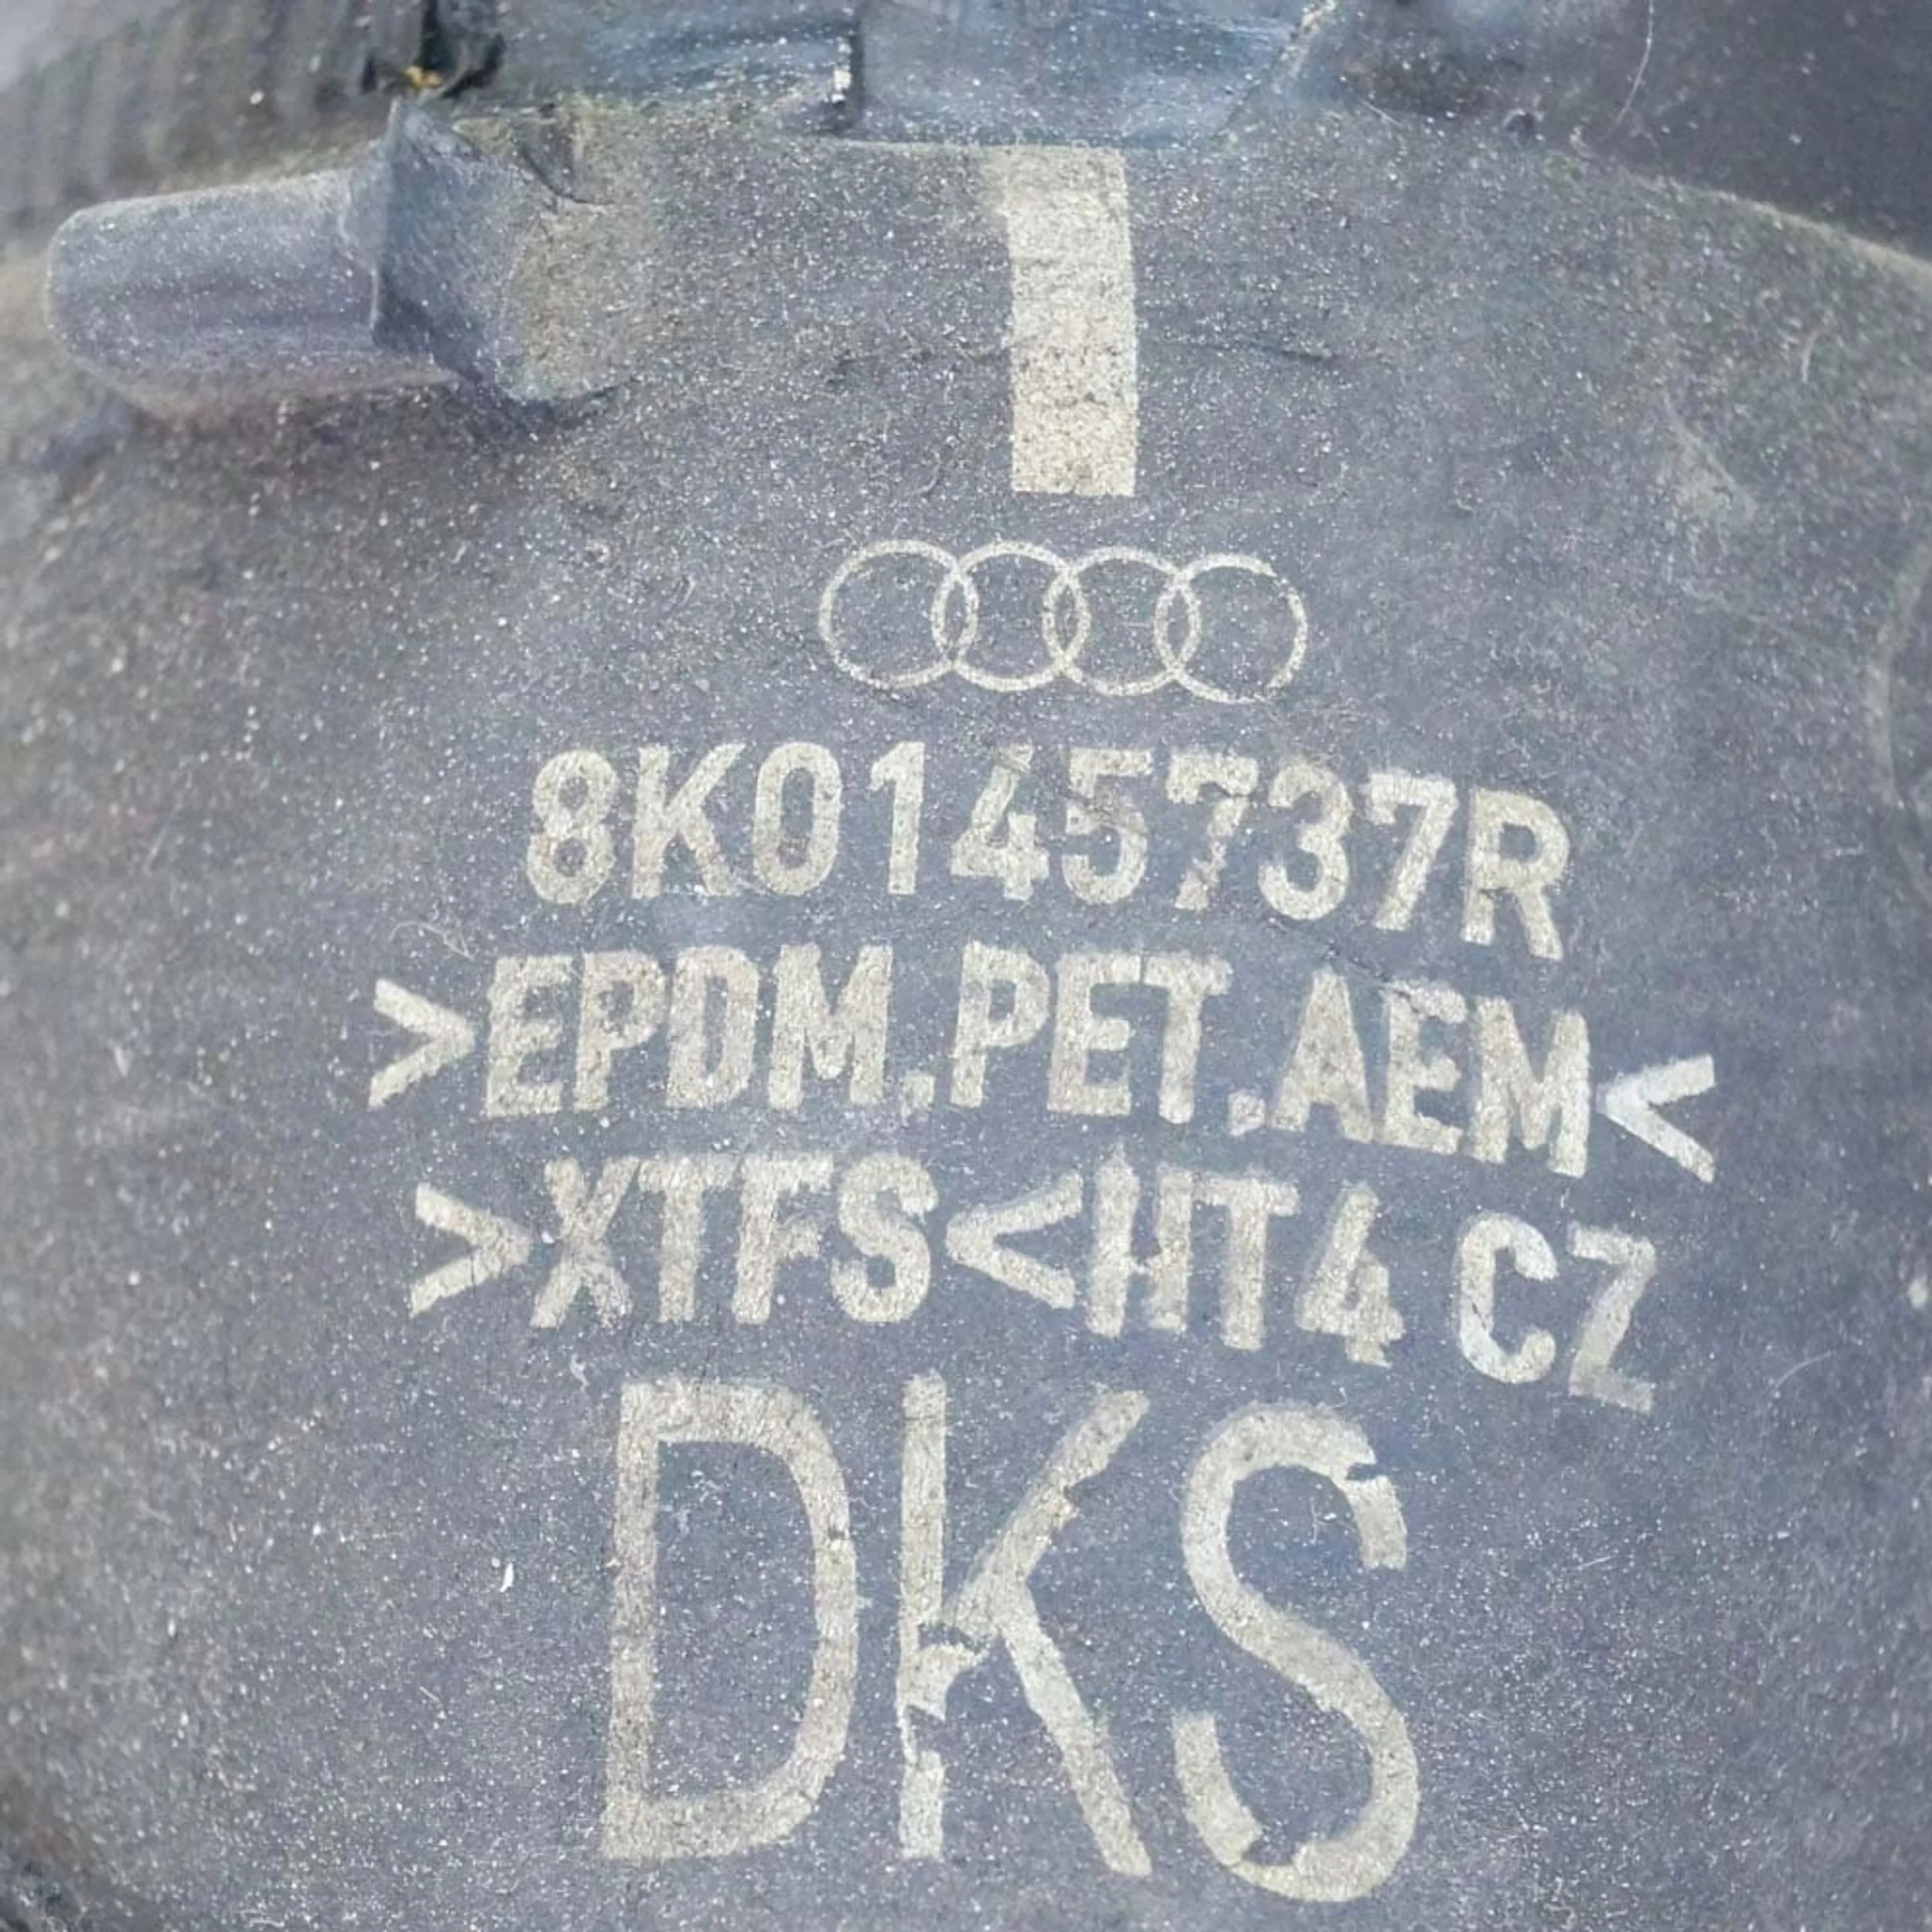 8K0145737R
>EPDM.PET.AEM<
>XTFS<HT4 CZ
DKS